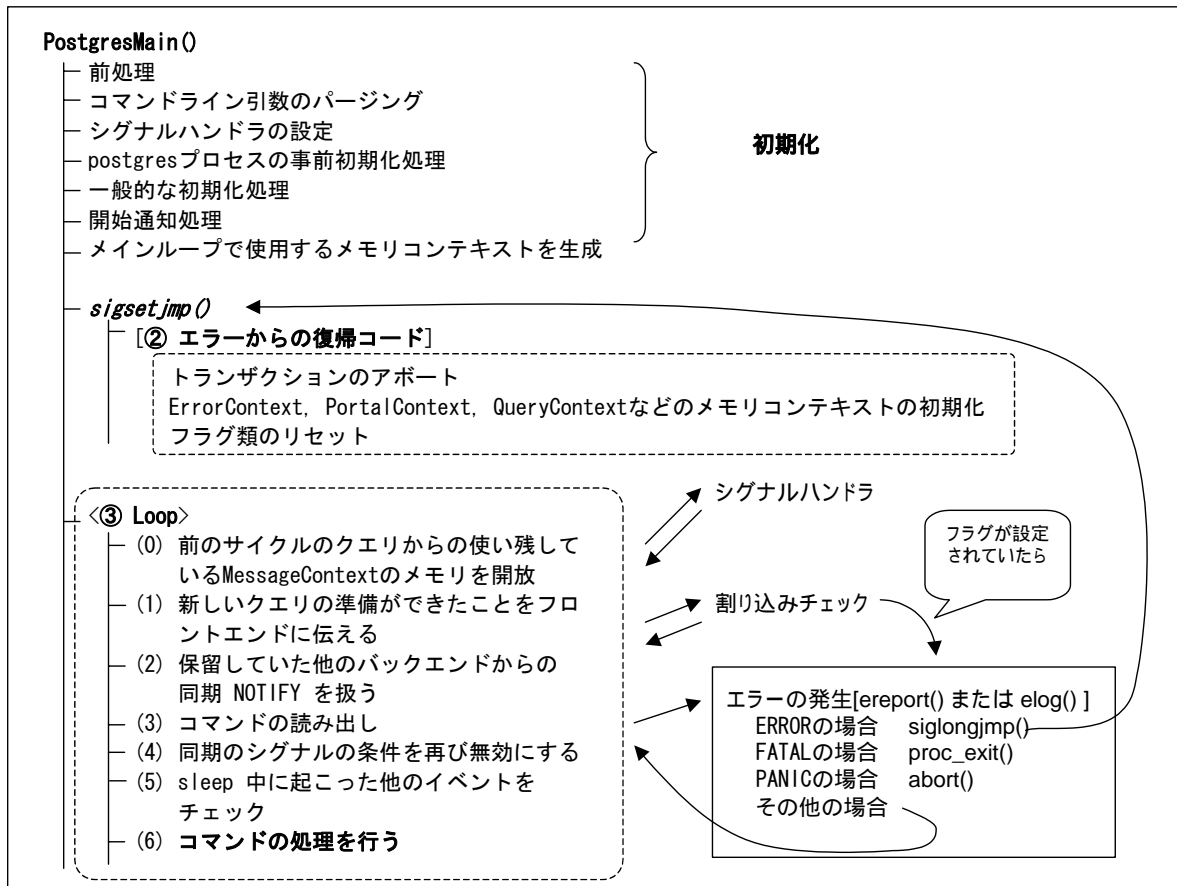 PostgresMain()
前処理
コマンドライン引数のパージング
シグナルハンドラの設定
postgresプロセスの事前初期化処理
一般的な初期化処理
開始通知処理
メインループで使用するメモリコンテキストを生成
初期化
sigsetjmp()
[② エラーからの復帰コード]
トランザクションのアボート
ErrorContext, PortalContext, QueryContextなどのメモリコンテキストの初期化
フラグ類のリセット
<③ Loop>
(0) 前のサイクルのクエリからの使い残して
いるMessageContextのメモリを開放
(1) 新しいクエリの準備ができたことをフロ
ントエンドに伝える
(2) 保留していた他のバックエンドからの
同期 NOTIFY を扱う
(3) コマンドの読み出し
(4) 同期のシグナルの条件を再び無効にする
(5) sleep 中に起こった他のイベントを
チェック
(6) コマンドの処理を行う
シグナルハンドラ
フラグが設定
されていたら
割り込みチェック
エラーの発生[ereport() または elog() ]
ERRORの場合 siglongjmp()
FATALの場合 proc_exit()
PANICの場合 abort()
その他の場合